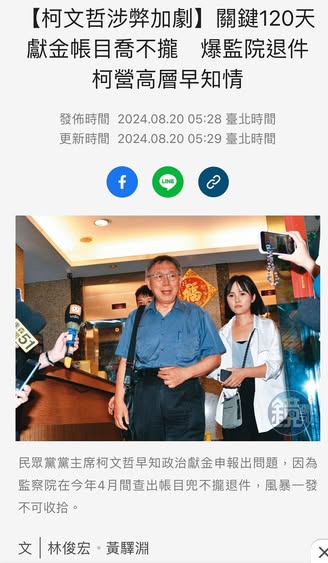 【柯文哲涉弊加劇】關鍵120天
獻金帳目喬不攏　爆監院退件
柯營高層早知情
發佈時間 2024.08.20 05:28 臺北時間
更新時間 2024.08.20 05:29 臺北時間
LINE
福
51
鏡
民眾黨黨主席柯文哲早知政治獻金申報出問題，因為
監察院在今年4月間查出帳目兜不攏退件，風暴一發
不可收拾。
文 | 林俊宏・黃驛淵